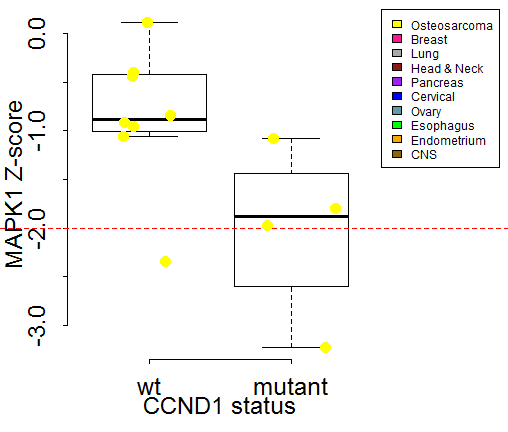 0.0
-1.0
-2.0
-3.0
MAPK1 Z-score
wt
mutant
CCND1 status
Osteosarcoma
Breast
Lung
Head & Neck
Pancreas
Cervical
Ovary
Esophagus
Endometrium
CNS